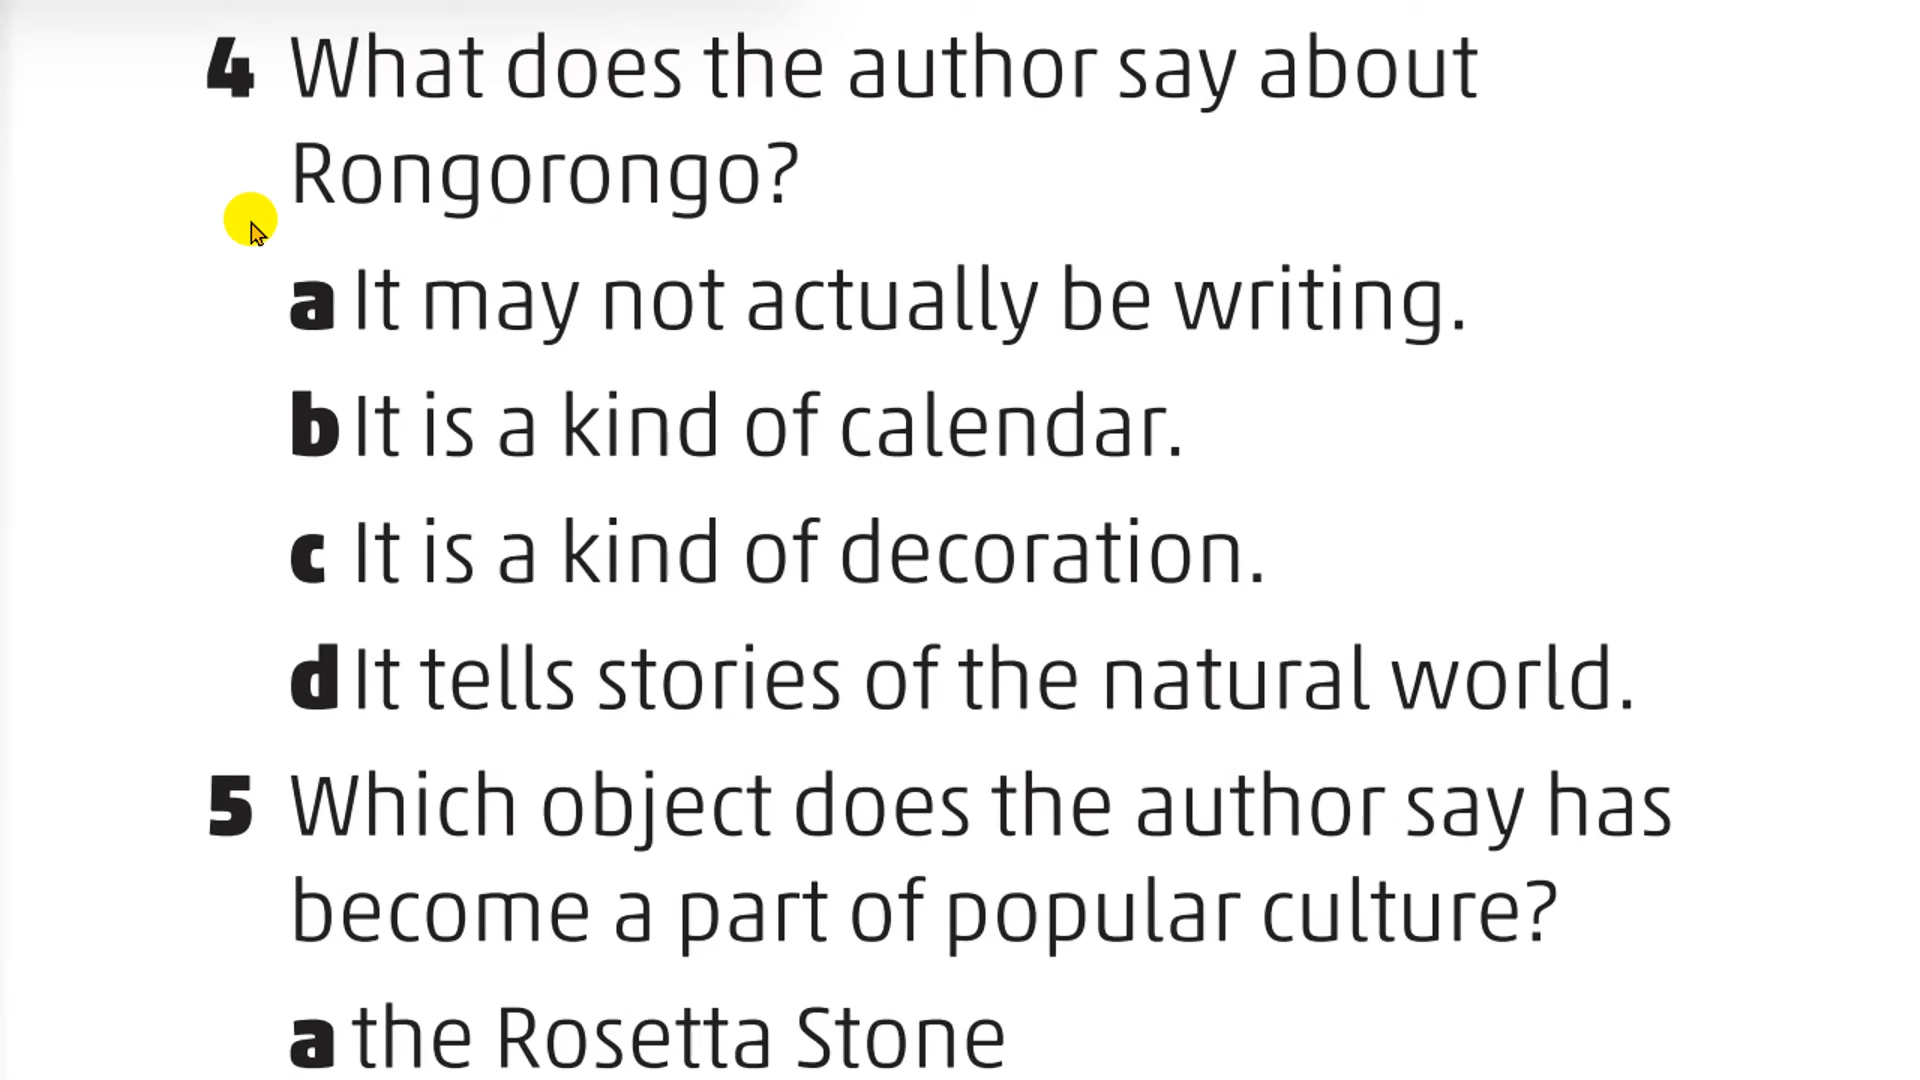 4 What does the author say about
Rongorongo?
a It may not actually be writing.
b It is a kind of calendar.
c It is a kind of decoration.
d It tells stories of the natural world.
5 Which object does the author say has
become a part of popular culture?
a the Rosetta Stone